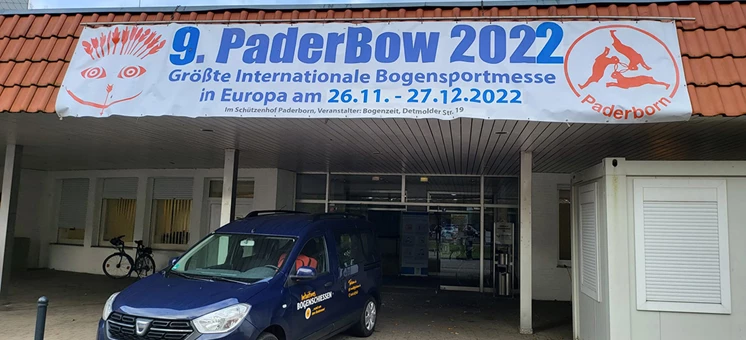 9. PaderBow 2022
Größte Internationale Bogensportmesse
in Europa am 26.11. - 27.12.2022
Im Schützenhof Paderborn, Veranstalter: Bogenzeit, Detmolder Str. 19
Paderborn
Intuitives
BOGENSCHIESSEN